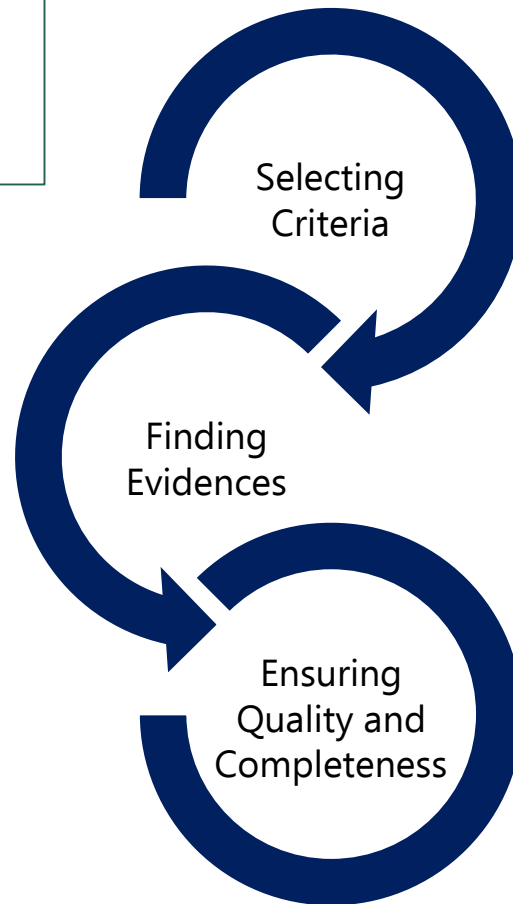 Selecting
Criteria
Finding
Evidences
Ensuring
Quality and
Completeness